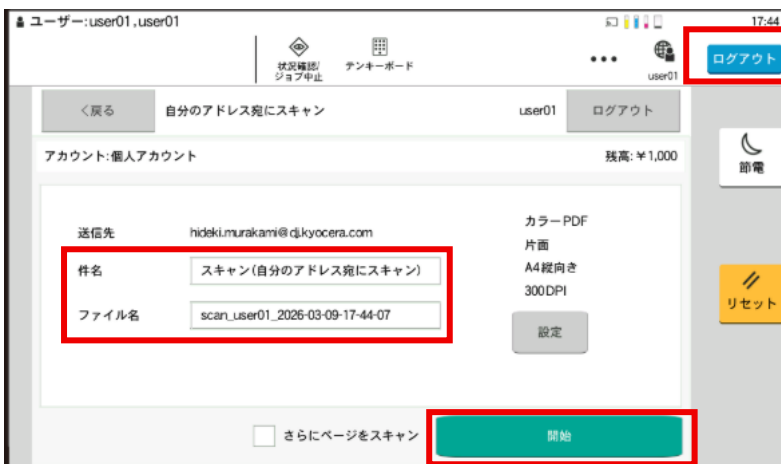 ユーザー:user01,user01
17:44
状況確認/
ジョブ中止
テンキーボード
user01
ログアウト
<戻る
自分のアドレス宛にスキャン
user01
ログアウト
アカウント:個人アカウント
残高:¥1,000
節電
送信先
hideki.murakami@dj.kyocera.com
件名
スキャン(自分のアドレス宛にスキャン)
ファイル名
scan_user01_2026-03-09-17-44-07
カラーPDF
片面
A4縦向き
300DPI
設定
リセット
さらにページをスキャン
開始